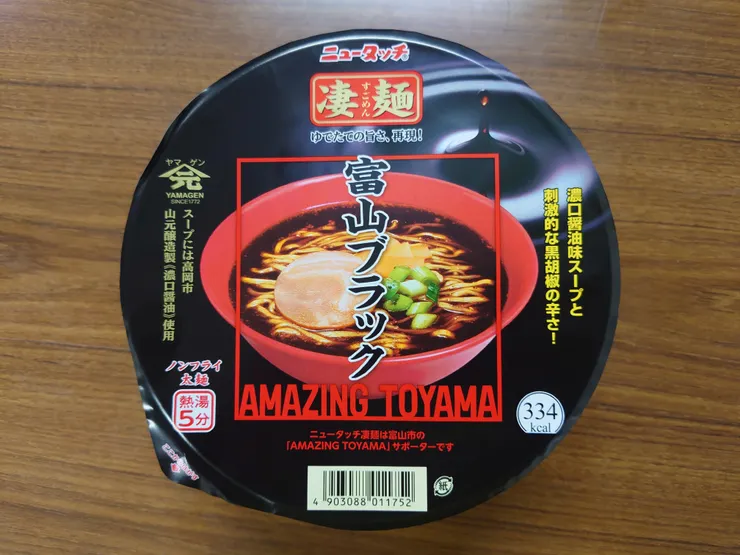 ニュータッチ®
凄麺
すごめん
ゆでたての旨さ、再現!
富山ブラック
濃口醤油味スープと
刺激的な黒胡椒の辛さ!
ヤマ ゲン
元
YAMAGEN
SINCE1772
スープには高岡市
山元醸造製《濃口醤油》使用
ノンフライ
太麺
熱湯
5分
AMAZING TOYAMA
334
kcal
ニュータッチ凄麺は富山市の
「AMAZING TOYAMA」サポーターです
4 903088 011752
紙